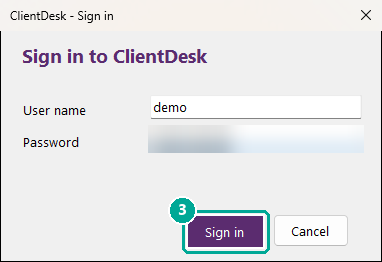 ClientDesk - Sign in
Sign in to ClientDesk
User name demo
Password
3
Sign in Cancel